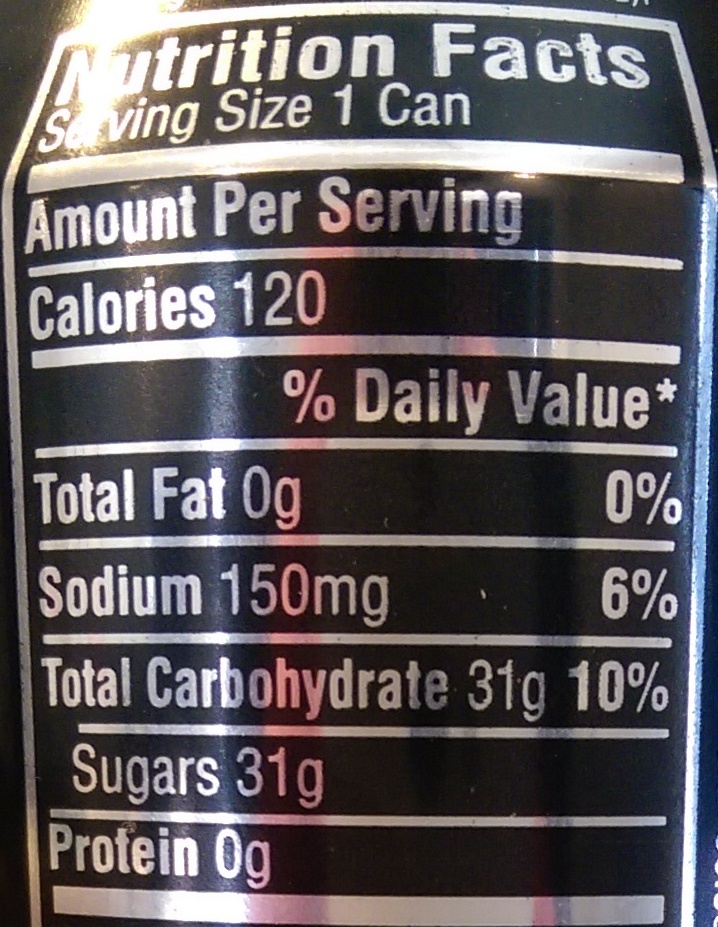 Nutrition Facts
Serving Size 1 Can
Amount Per Serving
Calories 120
% Daily Value*
Total Fat 0g 0%
Sodium 150mg 6%
Total Carbohydrate 31g 10%
Sugars 31g
Protein 0g